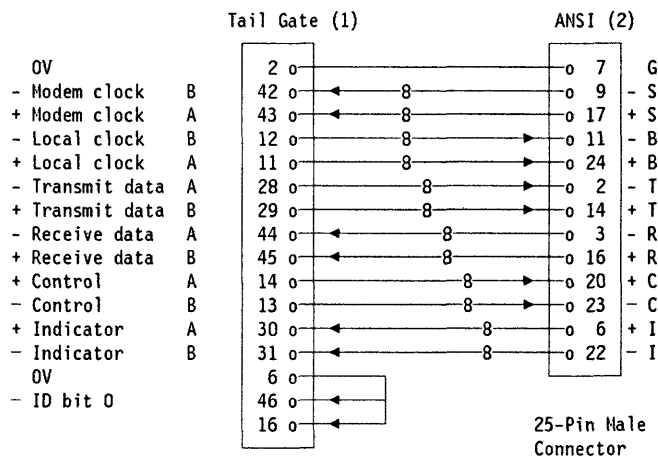 Tail Gate (1) ANSI (2)
0V 2 o o 7 G
- Modem clock B 42 o 8 o 9 - S
+ Modem clock A 43 o 8 o 17 + S
- Local clock B 12 o 8 o 11 - B
+ Local clock A 11 o 8 o 24 + B
- Transmit data A 28 o 8 o 2 - T
+ Transmit data B 29 o 8 o 14 + T
- Receive data A 44 o 8 o 3 - R
+ Receive data B 45 o 8 o 16 + R
+ Control A 14 o 8 o 20 + C
- Control B 13 o 8 o 23 - C
+ Indicator A 30 o 8 o 6 + I
- Indicator B 31 o 8 o 22 - I
0V 6 o
- ID bit 0 46 o
16 o
25-Pin Male
Connector